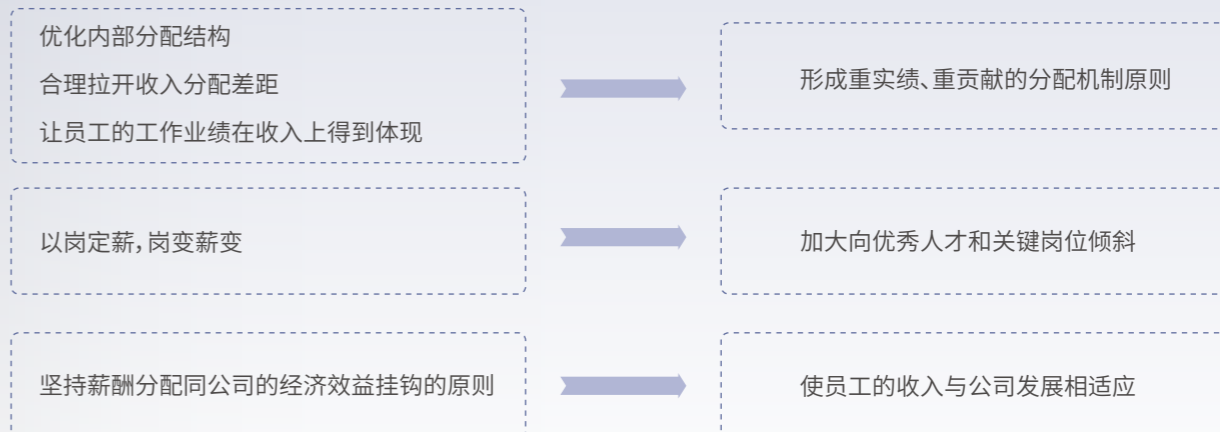 优化内部分配结构
合理拉开收入分配差距
让员工的工作业绩在收入上得到体现
形成重实绩、重贡献的分配机制原则
以岗定薪，岗变薪变
加大向优秀人才和关键岗位倾斜
坚持薪酬分配同公司的经济效益挂钩的原则
使员工的收入与公司发展相适应